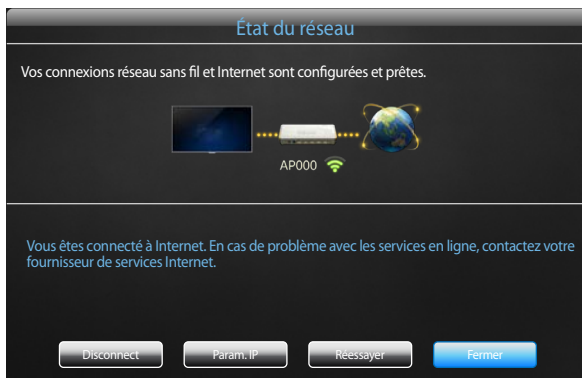 État du réseau
Vos connexions réseau sans fil et Internet sont configurées et prêtes.
AP000
Vous êtes connecté à Internet. En cas de problème avec les services en ligne, contactez votre
fournisseur de services Internet.
Disconnect Param. IP Réessayer Fermer